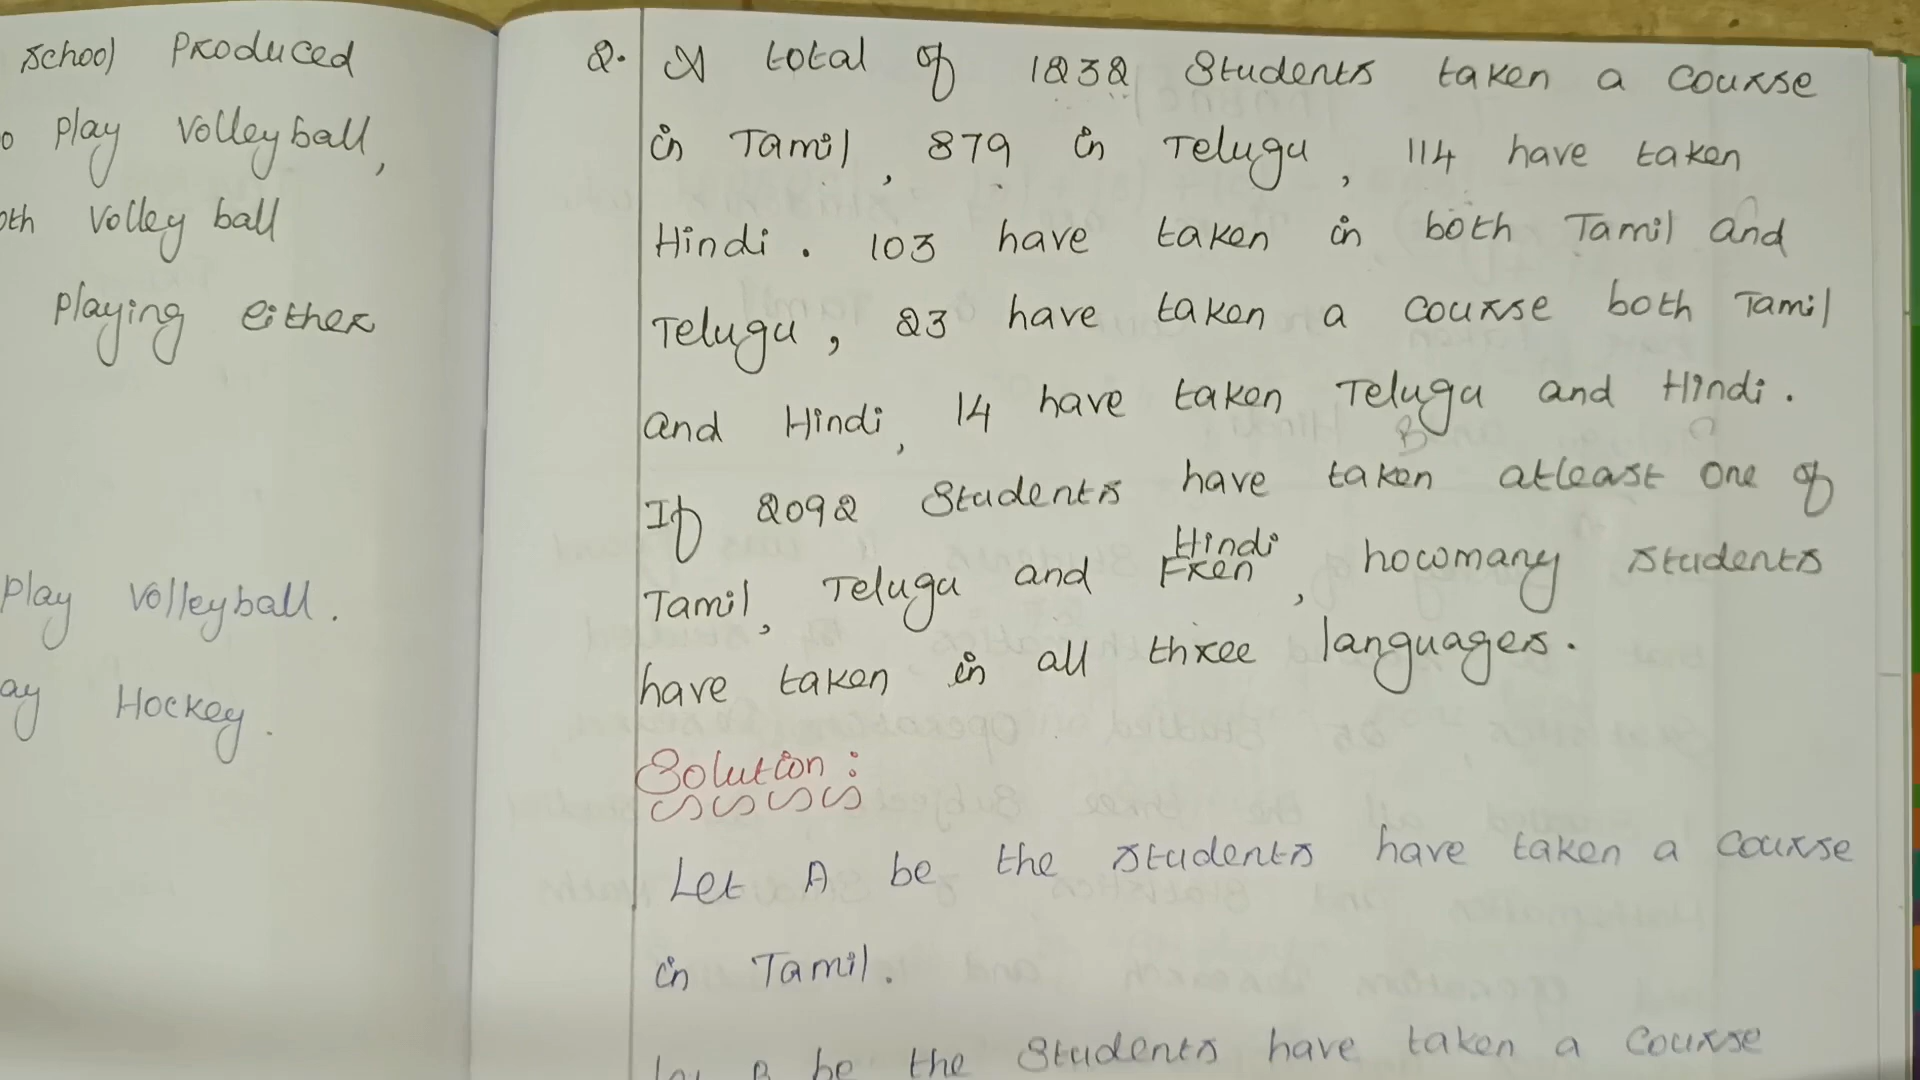 school Produced
play volleyball,
volley ball
playing either
play volleyball.
Hockey.
2. A total of 1232 Students taken a course
in Tamil, 879 in Telugu, 114 have taken
Hindi. 103 have taken in both Tamil and
Telugu, 23 have taken a course both Tamil
and Hindi, 14 have taken Telugu and Hindi.
If 2092 Students have taken atleast one of
Hindi
Tamil, Telugu and Fren, howmany students
have taken in all three languages.
Solution:
Let A be the students have taken a course
in Tamil.
B be the Students have taken a course